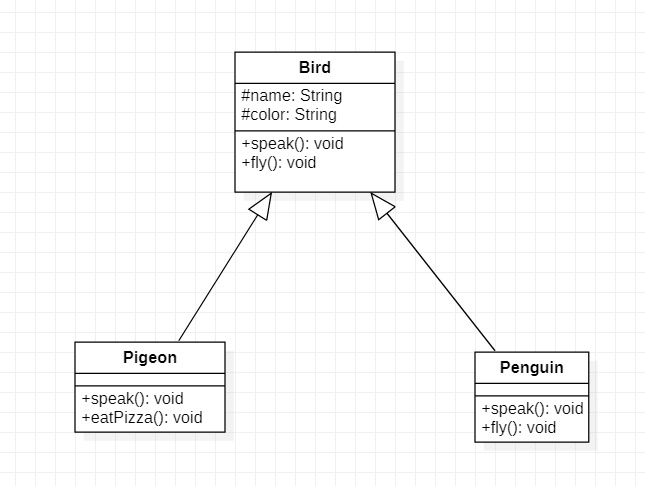 Bird
#name: String
#color: String
+speak(): void
+fly(): void
Pigeon
+speak(): void
+eatPizza(): void
Penguin
+speak(): void
+fly(): void